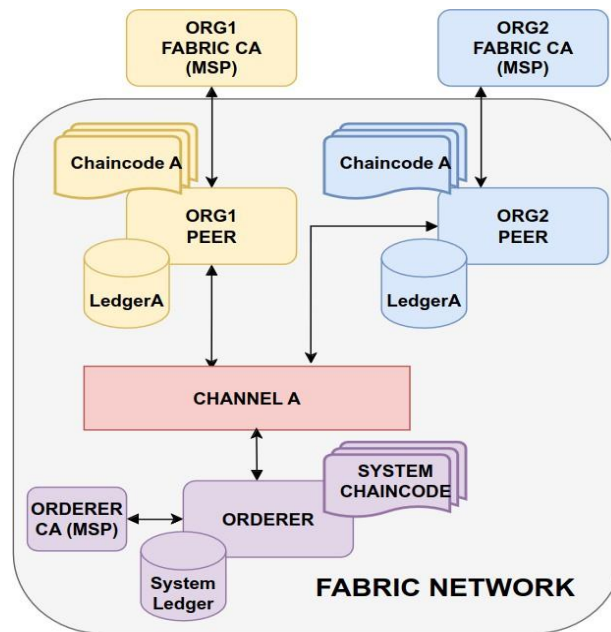 ORG1
FABRIC CA
(MSP)
ORG2
FABRIC CA
(MSP)
Chaincode A
Chaincode A
ORG1
PEER
ORG2
PEER
LedgerA
LedgerA
CHANNEL A
SYSTEM
CHAINCODE
ORDERER
CA (MSP)
ORDERER
System
Ledger
FABRIC NETWORK